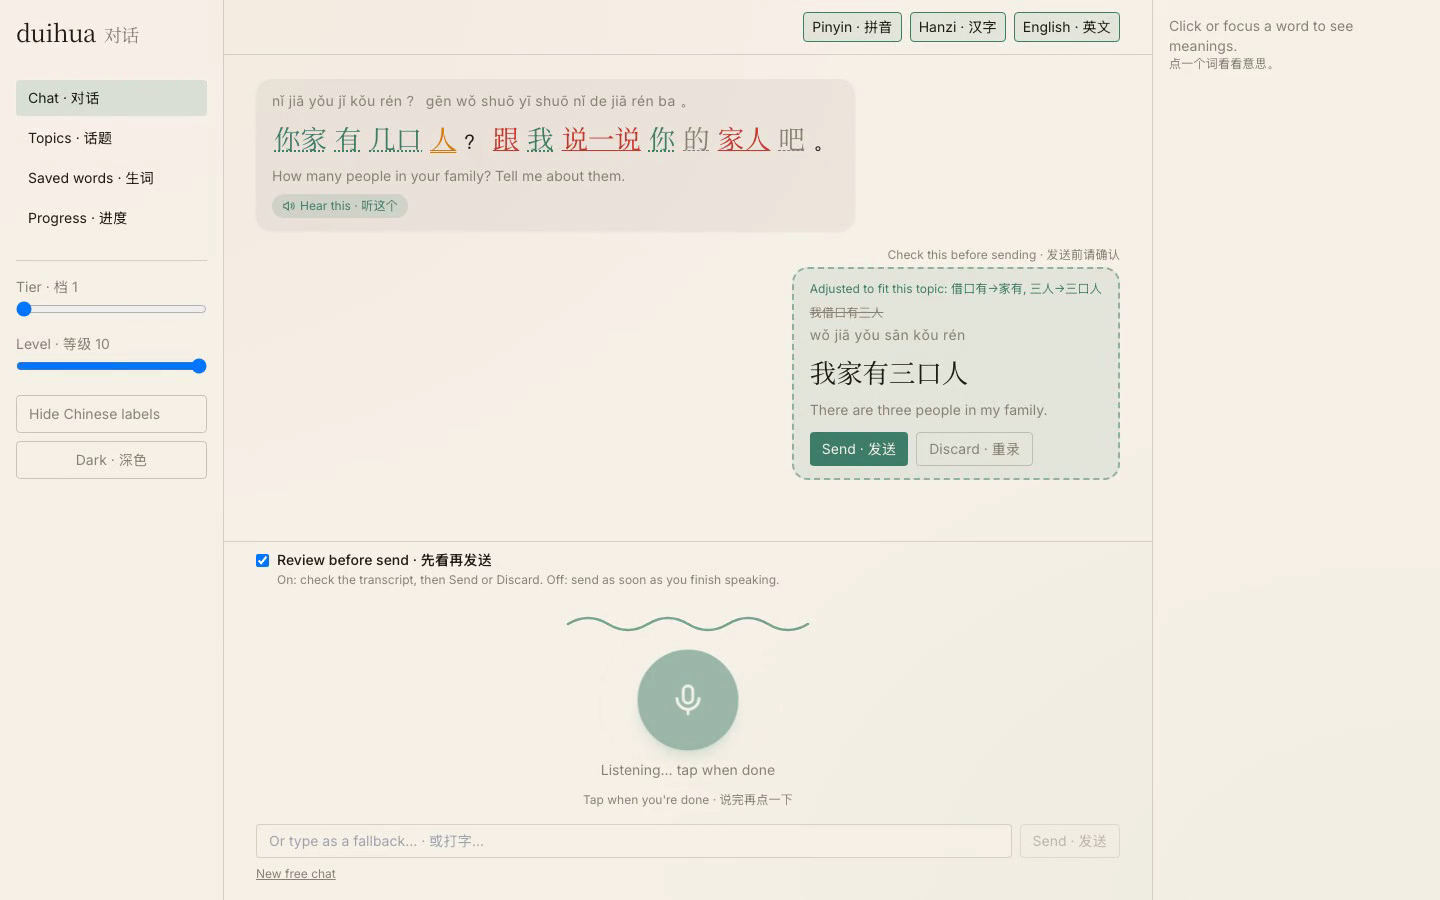 duihua 对话
Chat · 对话
Topics · 话题
Saved words · 生词
Progress · 进度
Tier · 档 1
Level · 等级 10
Hide Chinese labels
Dark · 深色
Pinyin · 拼音
Hanzi · 汉字
English · 英文
nǐ jiā yǒu jǐ kǒu rén ? gēn wǒ shuō yī shuō nǐ de jiā rén ba 。
你家 有 几口 人 ? 跟 我 说一说 你 的 家人 吧 。
How many people in your family? Tell me about them.
Hear this · 听这个
Check this before sending · 发送前请确认
Adjusted to fit this topic: 借口有→家有, 三人→三口人
我借口有三人
wǒ jiā yǒu sān kǒu rén
我家有三口人
There are three people in my family.
Send · 发送
Discard · 重录
Review before send · 先看再发送
On: check the transcript, then Send or Discard. Off: send as soon as you finish speaking.
Listening... tap when done
Tap when you're done · 说完再点一下
Or type as a fallback... · 或打字...
Send · 发送
New free chat
Click or focus a word to see
meanings.
点一个词看看意思。